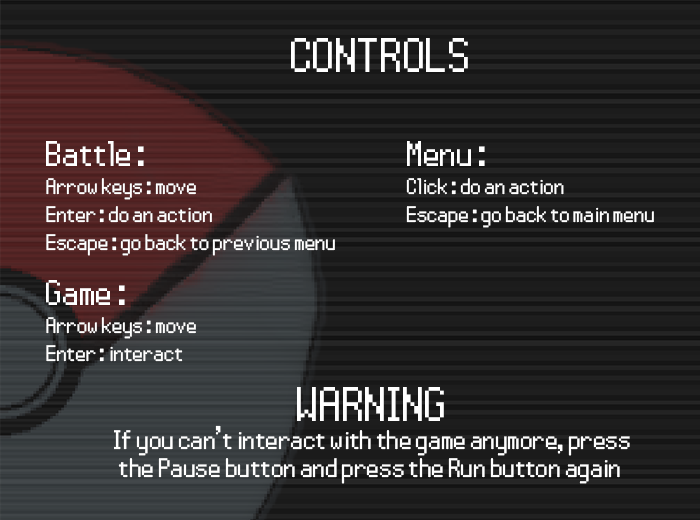 CONTROLS
Battle:
Arrow keys: move
Enter: do an action
Escape: go back to previous menu
Menu:
Click: do an action
Escape: go back to main menu
Game:
Arrow keys: move
Enter: interact
WARNING
If you can't interact with the game anymore, press
the Pause button and press the Run button again